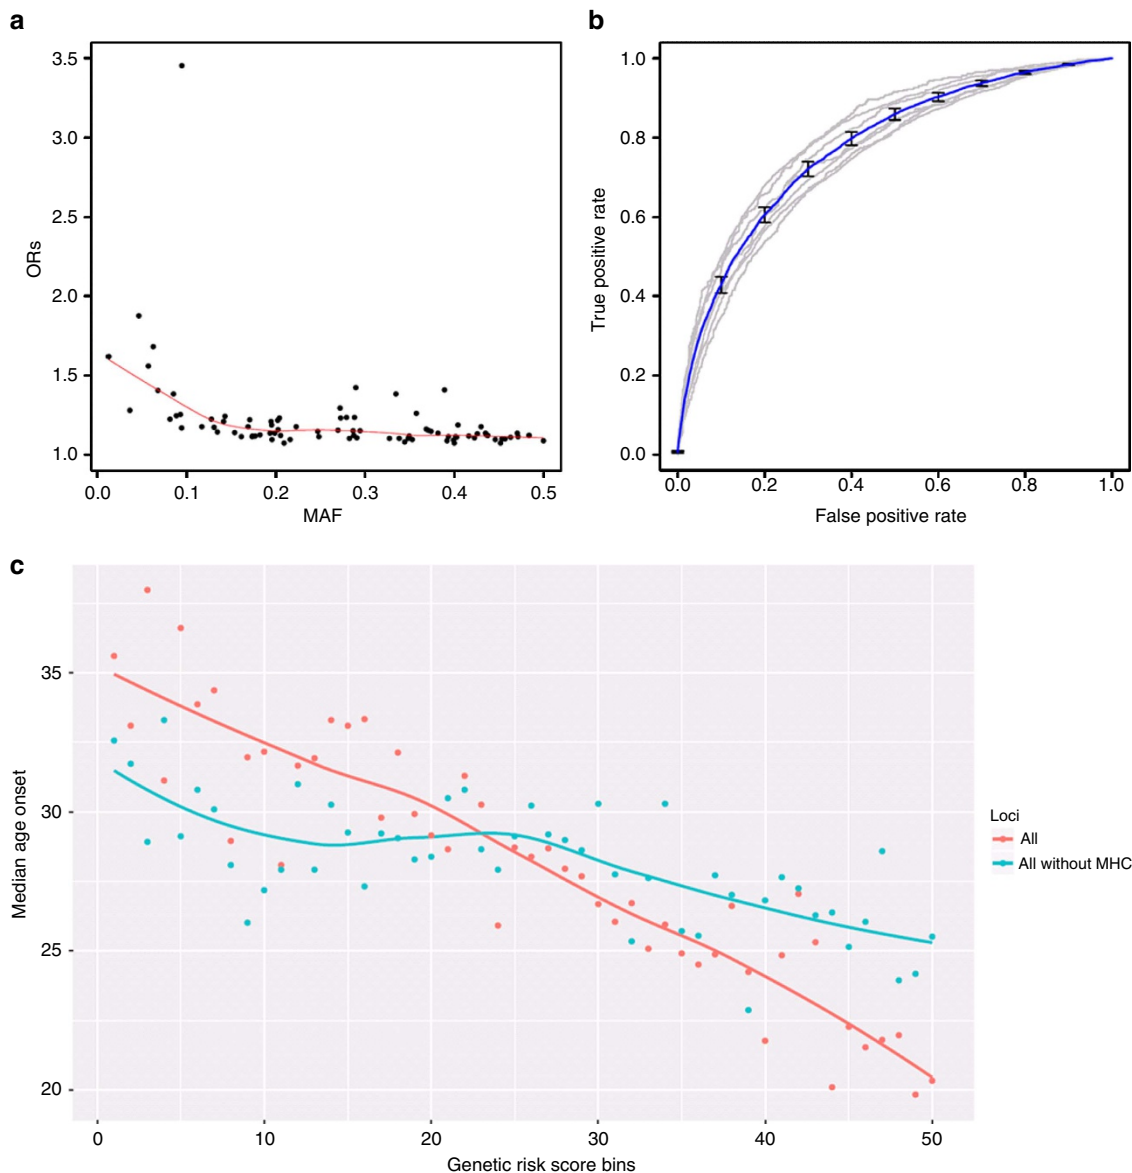 a
3.5
3.0
2.5
2.0
1.5
1.0
ORs
0.0 0.1 0.2 0.3 0.4 0.5
MAF
b
1.0
0.8
0.6
0.4
0.2
0.0
True positive rate
0.0 0.2 0.4 0.6 0.8 1.0
False positive rate
c
35
30
25
20
Median age onset
0 10 20 30 40 50
Genetic risk score bins
Loci
All
All without MHC